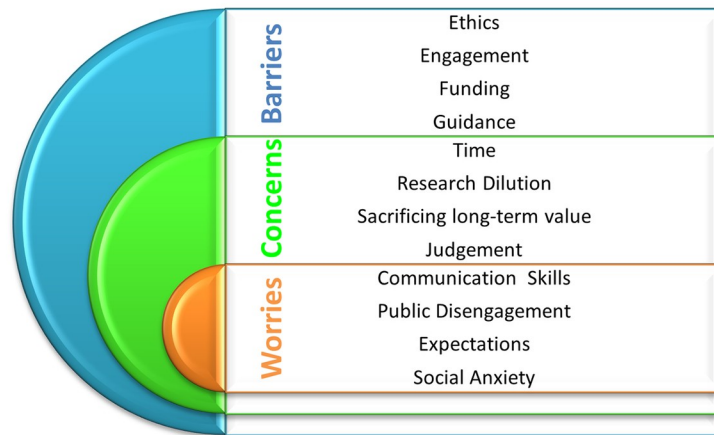 Barriers
Ethics
Engagement
Funding
Guidance
Concerns
Time
Research Dilution
Sacrificing long-term value
Judgement
Worries
Communication Skills
Public Disengagement
Expectations
Social Anxiety